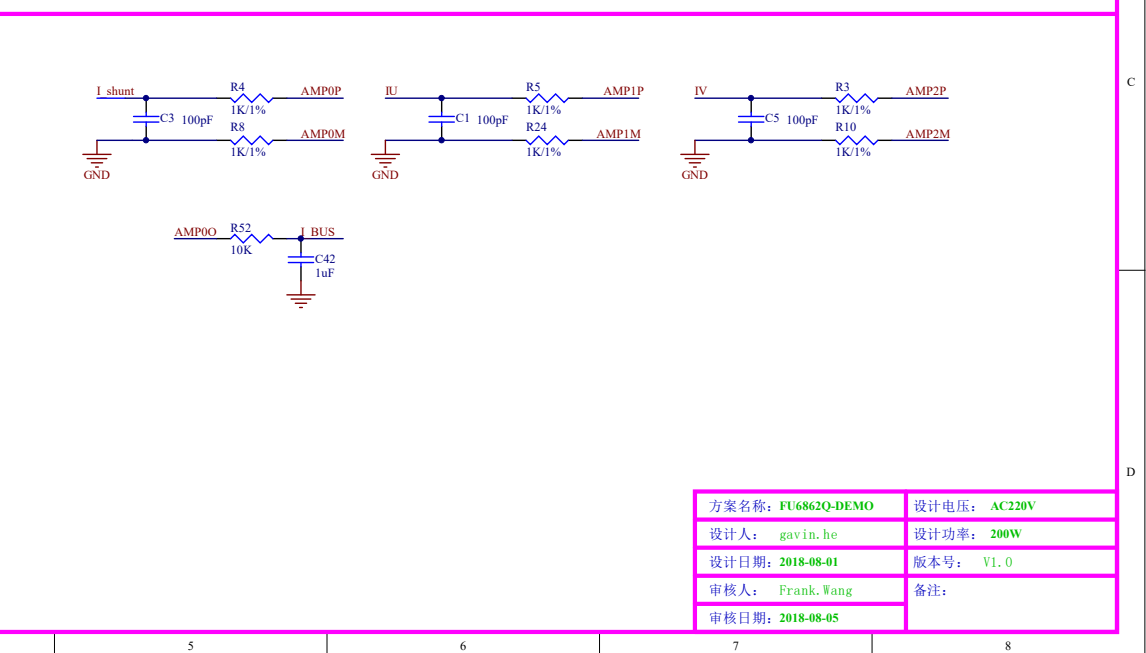 C
I_shunt R4 AMP0P
1K/1%
C3 100pF
R8 AMP0M
1K/1%
GND
IU R5 AMP1P
1K/1%
C1 100pF
R24 AMP1M
1K/1%
GND
IV R3 AMP2P
1K/1%
C5 100pF
R10 AMP2M
1K/1%
GND
AMP0O R52 I_BUS
10K
C42
1uF
D
方案名称: FU6862Q-DEMO 设计电压: AC220V
设计人: gavin.he 设计功率: 200W
设计日期: 2018-08-01 版本号: V1.0
审核人: Frank.Wang 备注:
审核日期: 2018-08-05
5 6 7 8